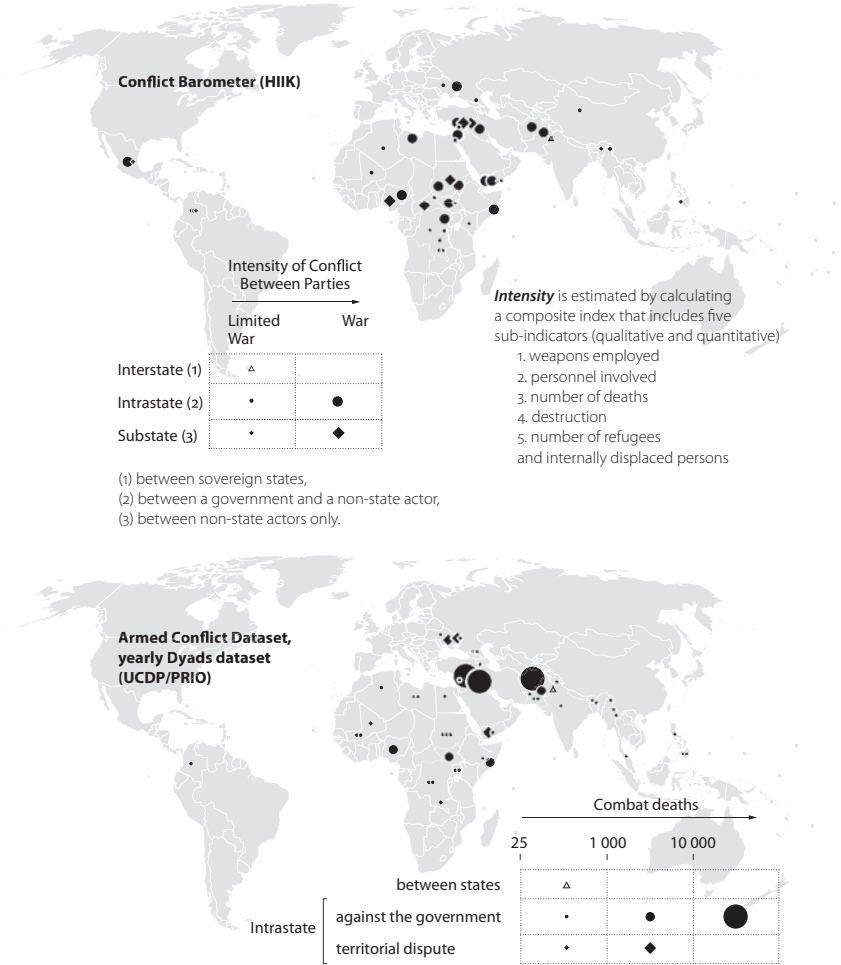 Conflict Barometer (HIIK)
Intensity of Conflict
Between Parties
Limited
War
War
Interstate (1)
Intrastate (2)
Substate (3)
(1) between sovereign states,
(2) between a government and a non-state actor,
(3) between non-state actors only.
Intensity is estimated by calculating
a composite index that includes five
sub-indicators (qualitative and quantitative)
1. weapons employed
2. personnel involved
3. number of deaths
4. destruction
5. number of refugees
and internally displaced persons
Armed Conflict Dataset,
yearly Dyads dataset
(UCDP/PRIO)
Combat deaths
25 1 000 10 000
between states
Intrastate
against the government
territorial dispute